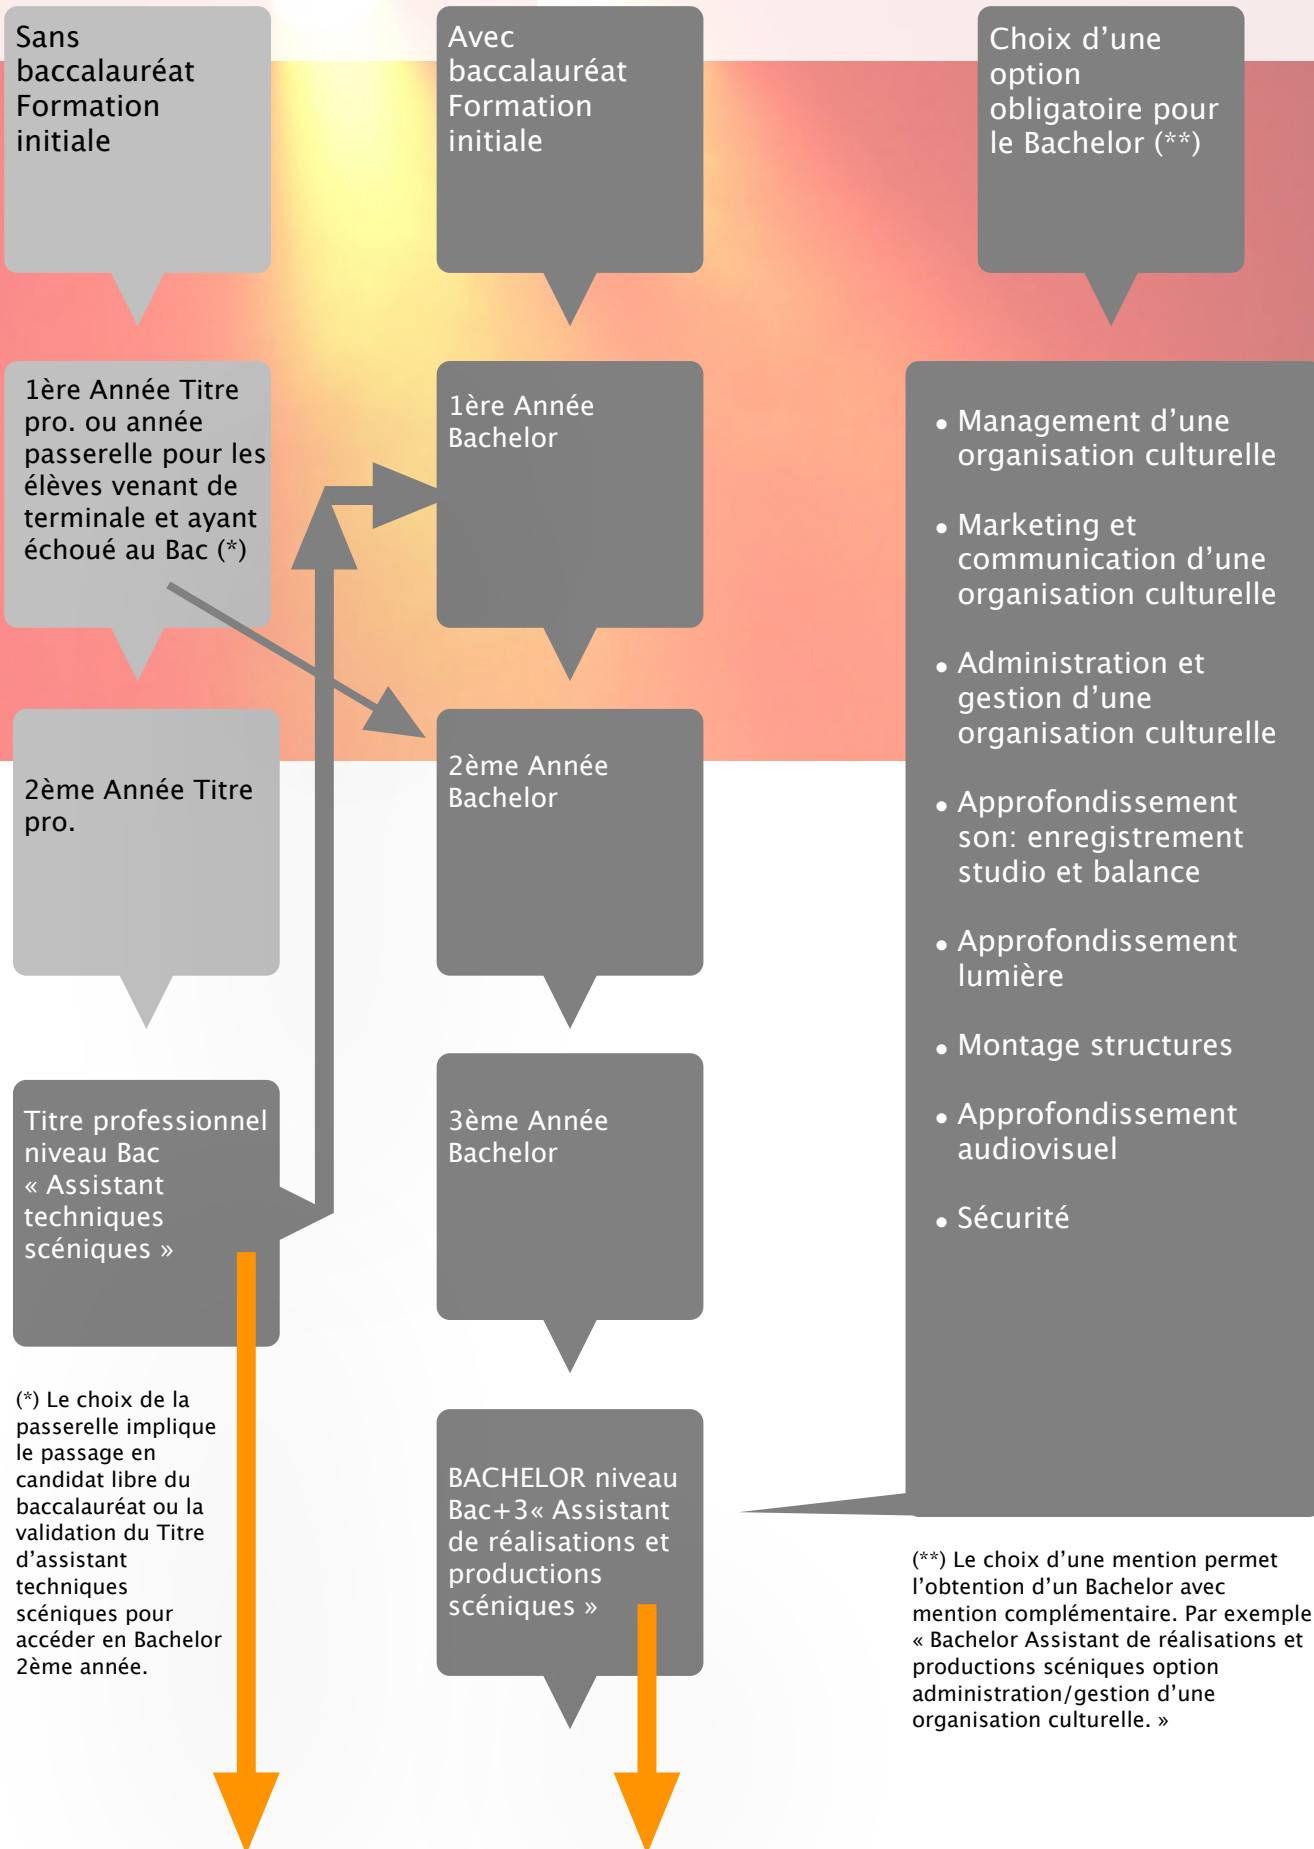 Sans
baccalauréat
Formation
initiale
Avec
baccalauréat
Formation
initiale
Choix d’une
option
obligatoire pour
le Bachelor (**)
1ère Année Titre
pro. ou année
passerelle pour les
élèves venant de
terminale et ayant
échoué au Bac (*)
1ère Année
Bachelor
2ème Année Titre
pro.
2ème Année
Bachelor
Titre professionnel
niveau Bac
« Assistant
techniques
scéniques »
3ème Année
Bachelor
(*) Le choix de la
passerelle implique
le passage en
candidat libre du
baccalauréat ou la
validation du Titre
d’assistant
techniques
scéniques pour
accéder en Bachelor
2ème année.
BACHELOR niveau
Bac+3« Assistant
de réalisations et
productions
scéniques »
• Management d’une
organisation culturelle
• Marketing et
communication d’une
organisation culturelle
• Administration et
gestion d’une
organisation culturelle
• Approfondissement
son: enregistrement
studio et balance
• Approfondissement
lumière
• Montage structures
• Approfondissement
audiovisuel
• Sécurité
(**) Le choix d’une mention permet
l’obtention d’un Bachelor avec
mention complémentaire. Par exemple
« Bachelor Assistant de réalisations et
productions scéniques option
administration/gestion d’une
organisation culturelle. »